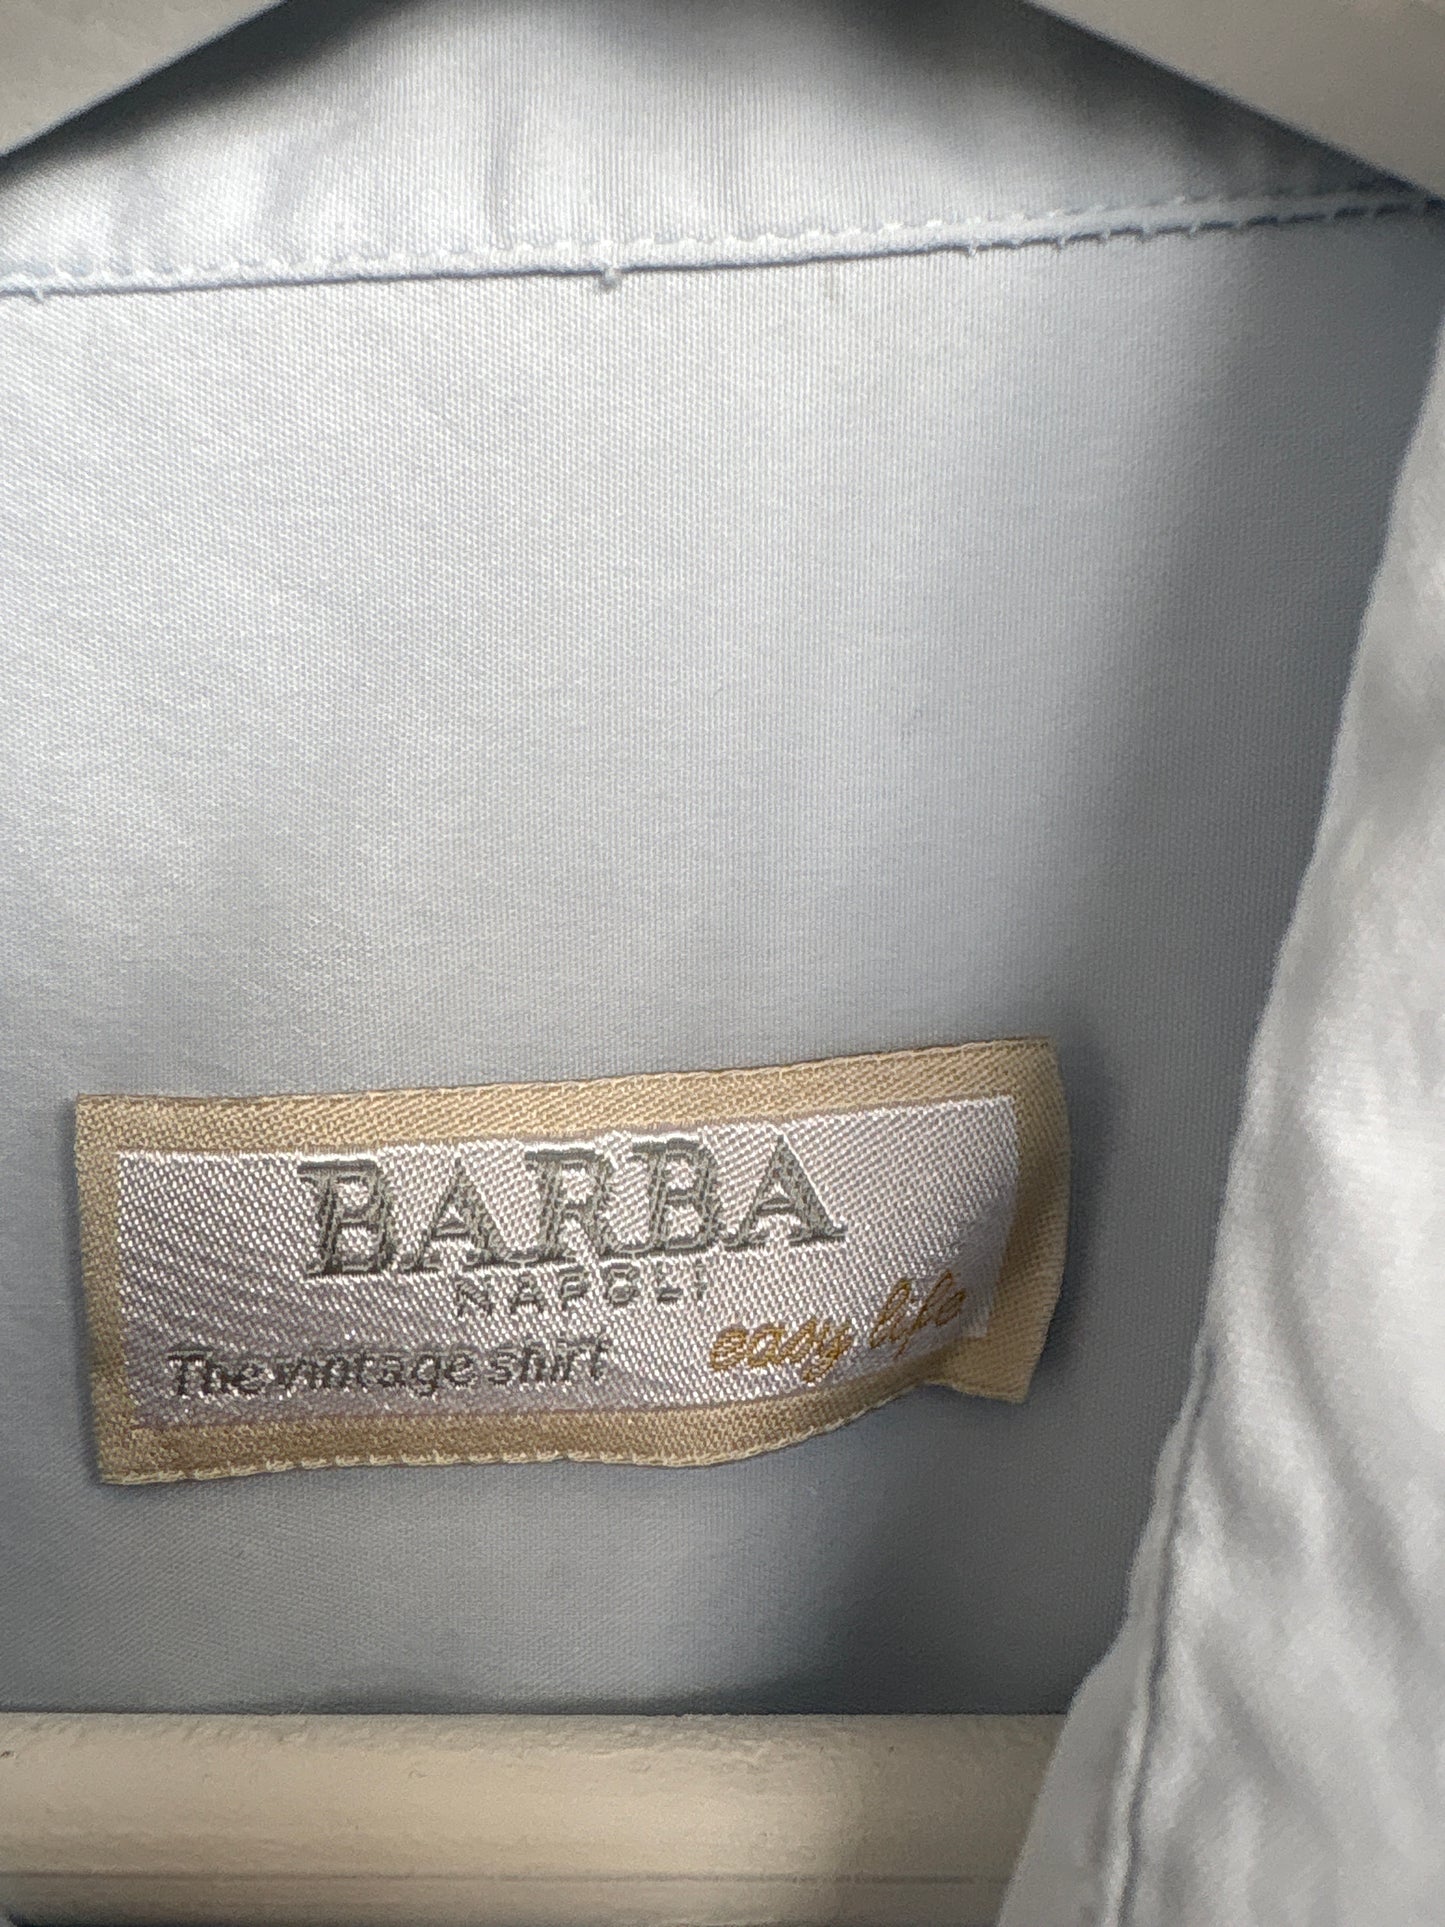 BARBA
NAPOLI
The vintage shirt easy life